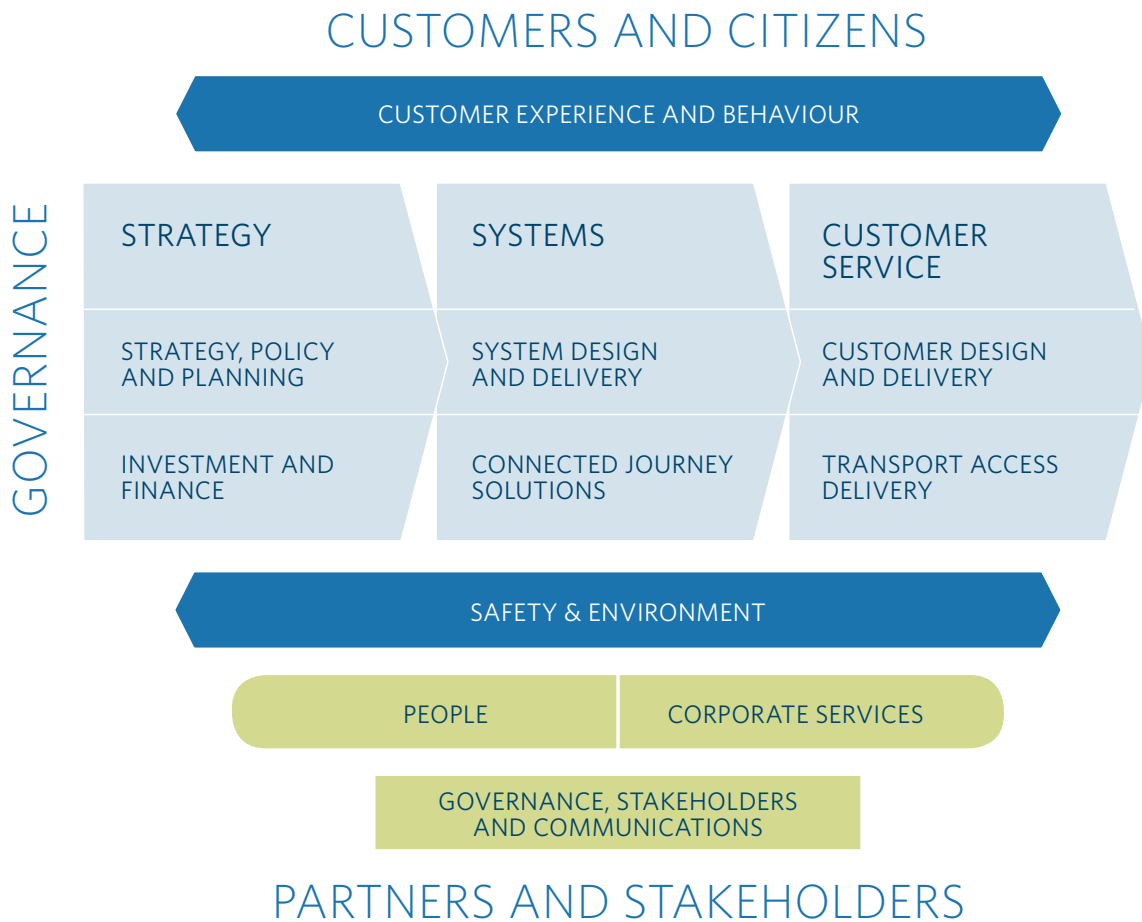 CUSTOMERS AND CITIZENS
CUSTOMER EXPERIENCE AND BEHAVIOUR
GOVERNANCE
STRATEGY
SYSTEMS
CUSTOMER
SERVICE
STRATEGY, POLICY
AND PLANNING
SYSTEM DESIGN
AND DELIVERY
CUSTOMER DESIGN
AND DELIVERY
INVESTMENT AND
FINANCE
CONNECTED JOURNEY
SOLUTIONS
TRANSPORT ACCESS
DELIVERY
SAFETY & ENVIRONMENT
PEOPLE
CORPORATE SERVICES
GOVERNANCE, STAKEHOLDERS
AND COMMUNICATIONS
PARTNERS AND STAKEHOLDERS